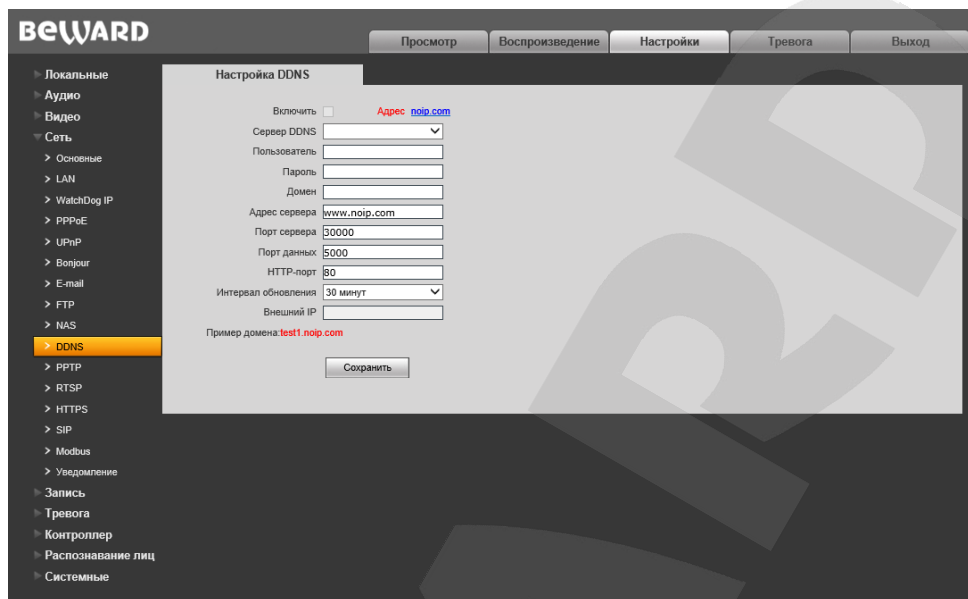 BEWARD
Просмотр Воспроизведение Настройки Тревога Выход
Локальные
Аудио
Видео
Сеть
Основные
LAN
WatchDog IP
PPPoE
UPnP
Bonjour
E-mail
FTP
NAS
DDNS
PPTP
RTSP
HTTPS
SIP
Modbus
Уведомление
Запись
Тревога
Контроллер
Распознавание лиц
Системные
Настройка DDNS
Включить Адрес noip.com
Сервер DDNS
Пользователь
Пароль
Домен
Адрес сервера www.noip.com
Порт сервера 30000
Порт данных 5000
HTTP-порт 80
Интервал обновления 30 минут
Внешний IP
Пример домена:test1.noip.com
Сохранить